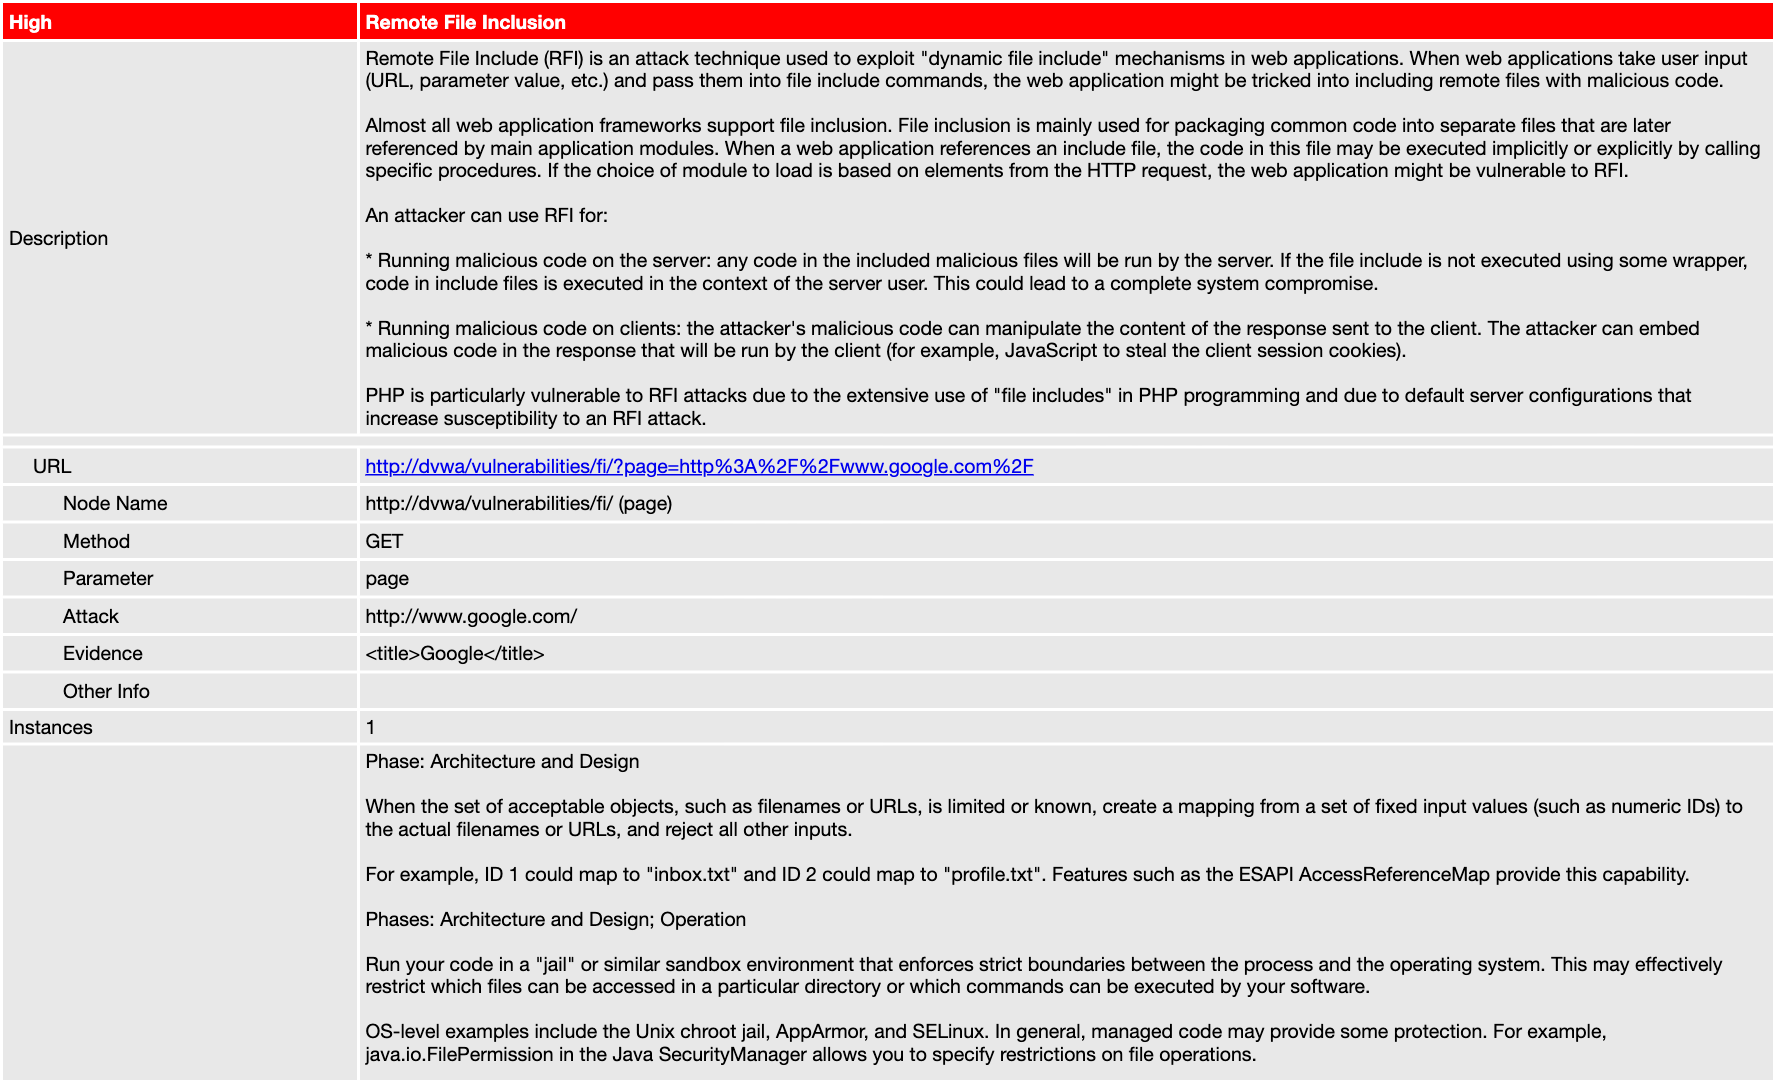 High
Remote File Inclusion
Description
Remote File Include (RFI) is an attack technique used to exploit "dynamic file include" mechanisms in web applications. When web applications take user input
(URL, parameter value, etc.) and pass them into file include commands, the web application might be tricked into including remote files with malicious code.
Almost all web application frameworks support file inclusion. File inclusion is mainly used for packaging common code into separate files that are later
referenced by main application modules. When a web application references an include file, the code in this file may be executed implicitly or explicitly by calling
specific procedures. If the choice of module to load is based on elements from the HTTP request, the web application might be vulnerable to RFI.
An attacker can use RFI for:
* Running malicious code on the server: any code in the included malicious files will be run by the server. If the file include is not executed using some wrapper,
code in include files is executed in the context of the server user. This could lead to a complete system compromise.
* Running malicious code on clients: the attacker's malicious code can manipulate the content of the response sent to the client. The attacker can embed
malicious code in the response that will be run by the client (for example, JavaScript to steal the client session cookies).
PHP is particularly vulnerable to RFI attacks due to the extensive use of "file includes" in PHP programming and due to default server configurations that
increase susceptibility to an RFI attack.
URL
http://dvwa/vulnerabilities/fi/?page=http%3A%2F%2Fwww.google.com%2F
Node Name
http://dvwa/vulnerabilities/fi/ (page)
Method
GET
Parameter
page
Attack
http://www.google.com/
Evidence
<title>Google</title>
Other Info
Instances
1
Phase: Architecture and Design
When the set of acceptable objects, such as filenames or URLs, is limited or known, create a mapping from a set of fixed input values (such as numeric IDs) to
the actual filenames or URLs, and reject all other inputs.
For example, ID 1 could map to "inbox.txt" and ID 2 could map to "profile.txt". Features such as the ESAPI AccessReferenceMap provide this capability.
Phases: Architecture and Design; Operation
Run your code in a "jail" or similar sandbox environment that enforces strict boundaries between the process and the operating system. This may effectively
restrict which files can be accessed in a particular directory or which commands can be executed by your software.
OS-level examples include the Unix chroot jail, AppArmor, and SELinux. In general, managed code may provide some protection. For example,
java.io.FilePermission in the Java SecurityManager allows you to specify restrictions on file operations.